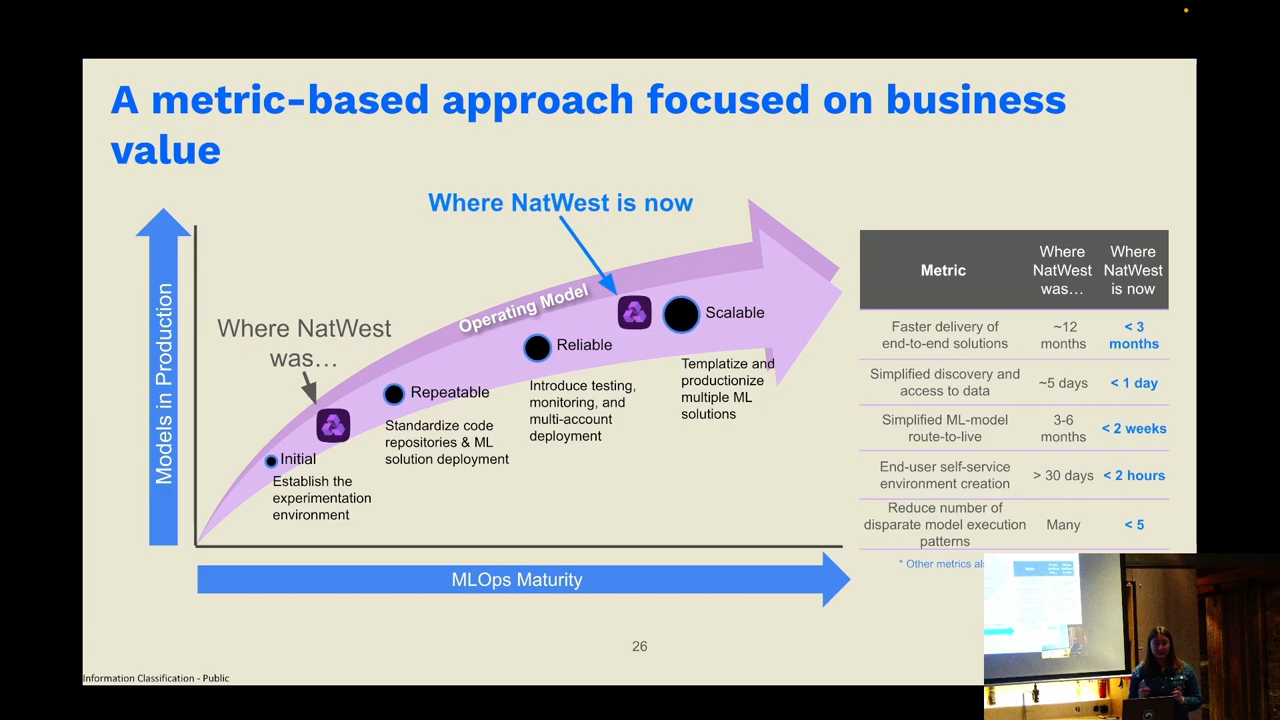 A metric-based approach focused on business
value
Where NatWest is now
Where NatWest
was…
Models in Production
Operating Model
Initial
Establish the
experimentation
environment
Repeatable
Standardize code
repositories & ML
solution deployment
Reliable
Introduce testing,
monitoring, and
multi-account
deployment
Scalable
Templatize and
productionize
multiple ML
solutions
MLOps Maturity
Metric
Where
NatWest
was…
Where
NatWest
is now
Faster delivery of
end-to-end solutions
~12
months
< 3
months
Simplified discovery and
access to data
~5 days
< 1 day
Simplified ML-model
route-to-live
3-6
months
< 2 weeks
End-user self-service
environment creation
> 30 days
< 2 hours
Reduce number of
disparate model execution
patterns
Many
< 5
* Other metrics
26
Information Classification - Public